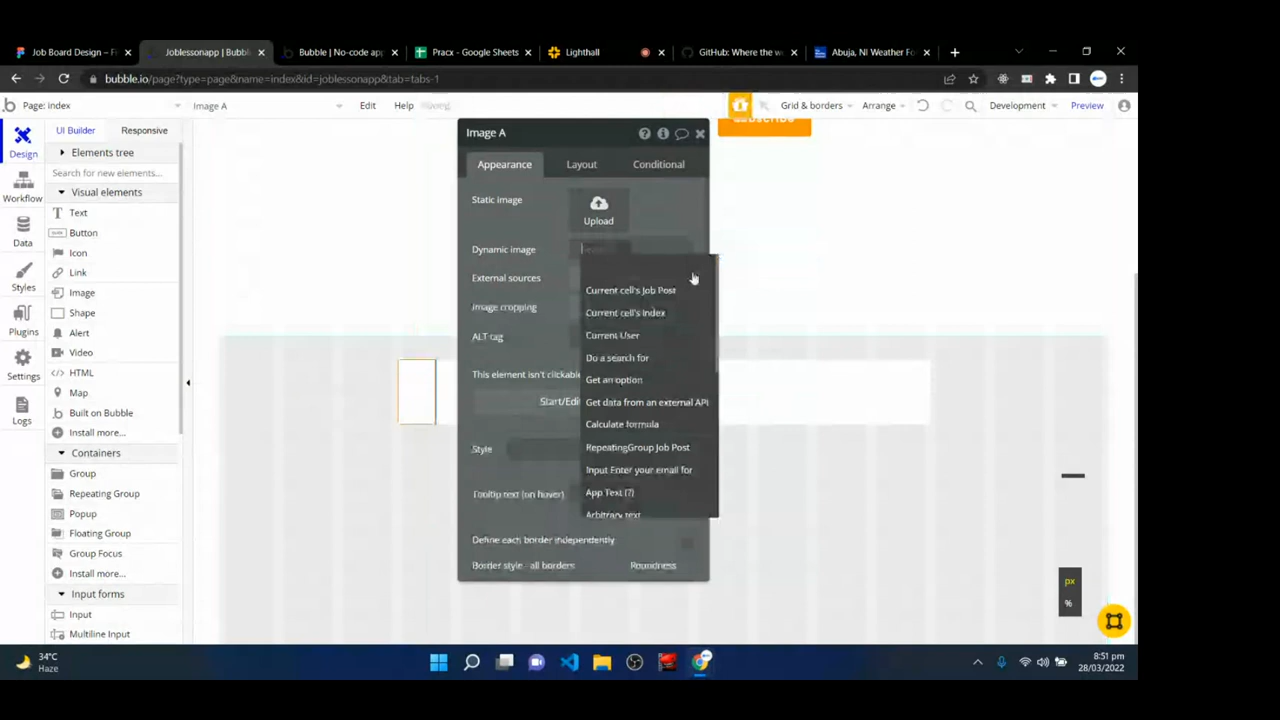 Job Board Design – Fr
Joblessonapp | Bubbl
Bubble | No-code app
Pracx - Google Sheets
Lighthall
GitHub: Where the w
Abuja, NI Weather Fo
bubble.io/page?type=page&name=index&id=joblessonapp&tab=tabs-1
Page: index
Image A
Edit
Help
Grid & borders
Arrange
Development
Preview
SUBSCRIBE
UI Builder
Responsive
Design
Workflow
Data
Styles
Plugins
Settings
Logs
Elements tree
Search for new elements...
Visual elements
Text
Button
Icon
Link
Image
Shape
Alert
Video
HTML
Map
Built on Bubble
Install more...
Containers
Group
Repeating Group
Popup
Floating Group
Group Focus
Install more...
Input forms
Input
Multiline Input
Image A
Appearance
Layout
Conditional
Static image
Upload
Dynamic image
External sources
Image cropping
ALT tag
This element isn't clickable
Start/Edi
Style
Tooltip text (on hover)
Define each border independently
Border style - all borders
Roundness
Current cell's Job Post
Current cell's index
Current User
Do a search for
Get an option
Get data from an external API
Calculate formula
RepeatingGroup Job Post
Input Enter your email for
App Text (?)
Arbitrary text
px
%
34°C
Haze
8:51 pm
28/03/2022